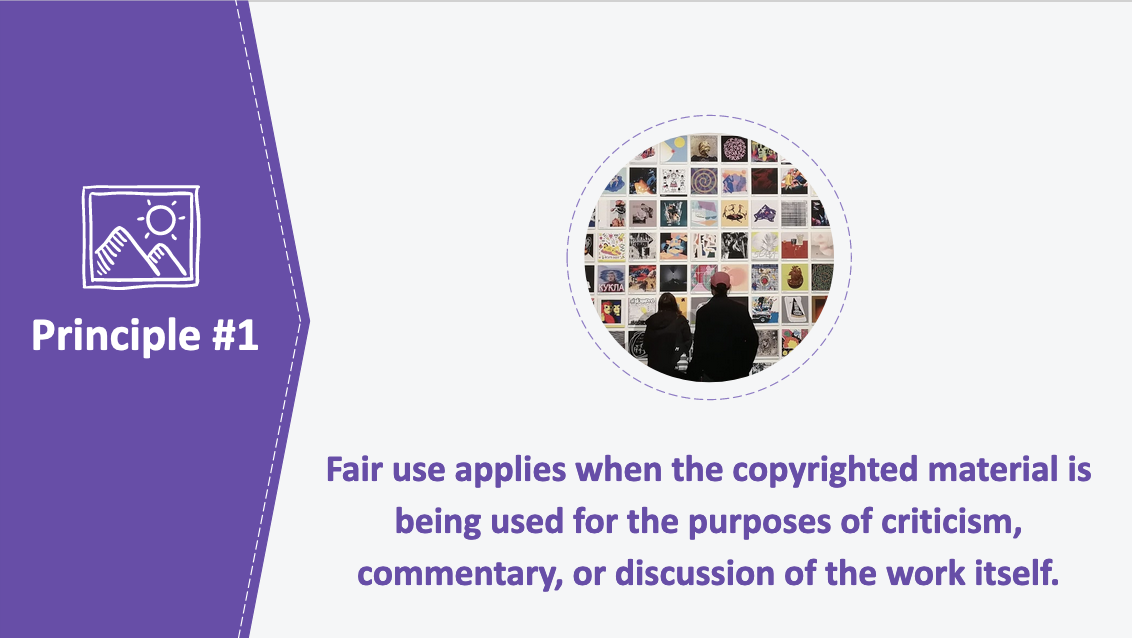 Principle #1
КУКЛА
Fair use applies when the copyrighted material is
being used for the purposes of criticism,
commentary, or discussion of the work itself.